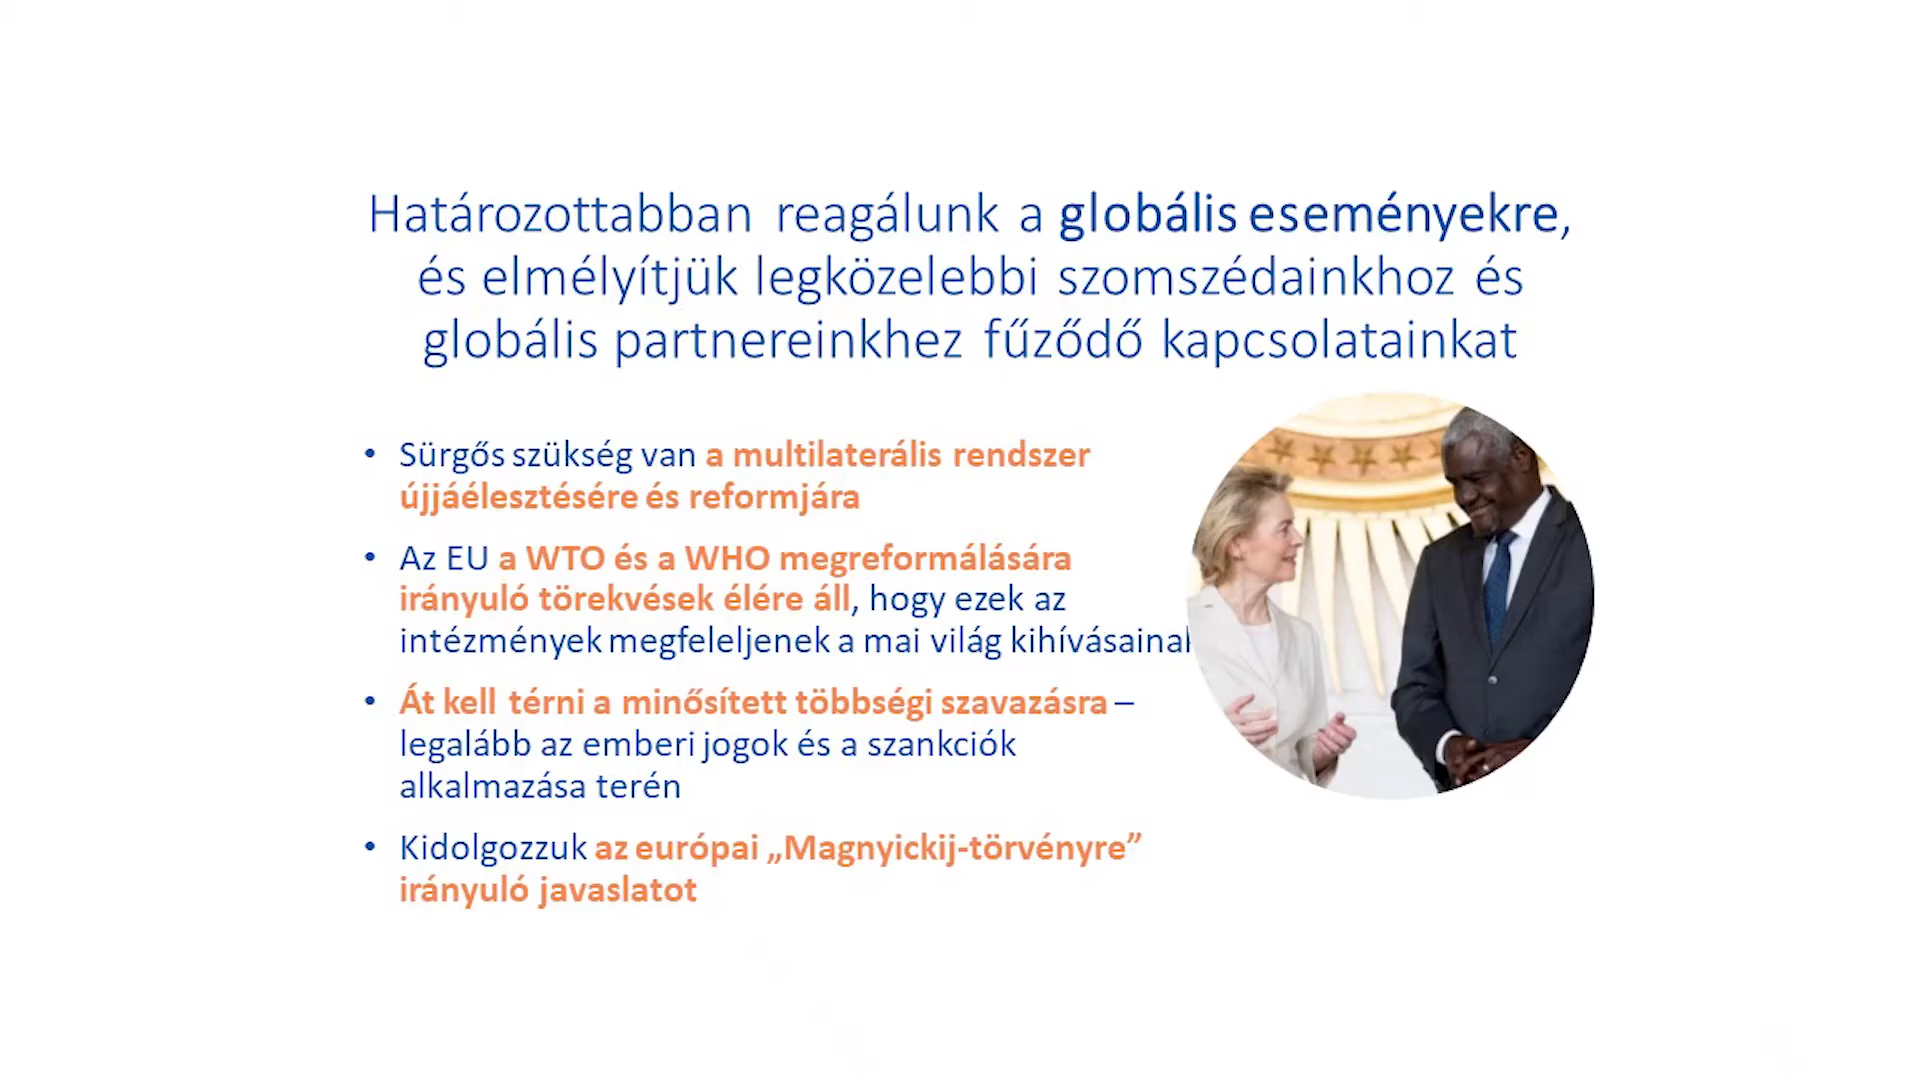 Határozottabban reagálunk a globális eseményekre,
és elmélyítjük legközelebbi szomszédainkhoz és
globális partnereinkhez fűződő kapcsolatainkat
• Sürgős szükség van a multilaterális rendszer
újjáélesztésére és reformjára
• Az EU a WTO és a WHO megreformálására
irányuló törekvések élére áll, hogy ezek az
intézmények megfeleljenek a mai világ kihívásainak
• Át kell térni a minősített többségi szavazásra –
legalább az emberi jogok és a szankciók
alkalmazása terén
• Kidolgozzuk az európai „Magnyickij-törvényre”
irányuló javaslatot